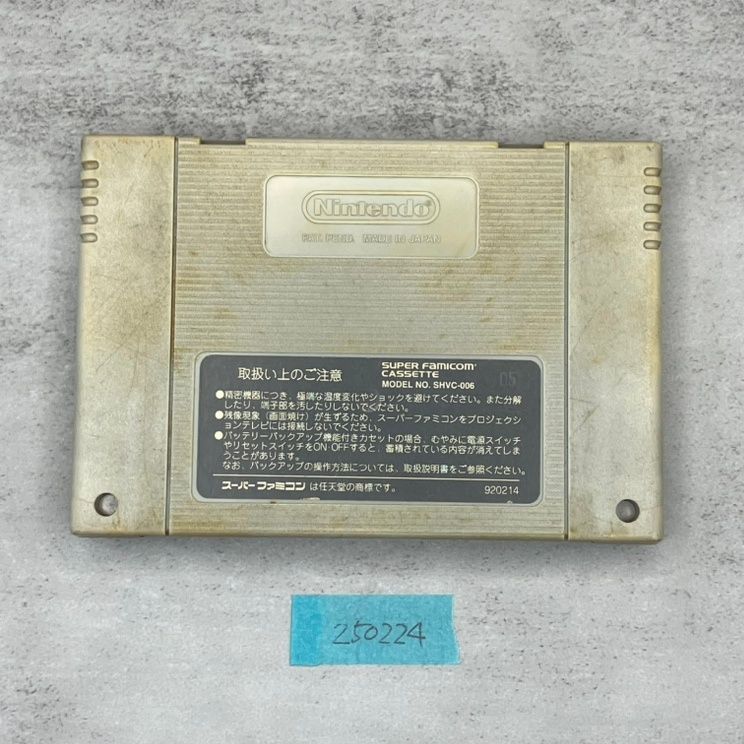 Nintendo
PAT. PEND. MADE IN JAPAN
取扱い上のご注意
SUPER FAMICOM
CASSETTE
MODEL NO. SHVC-006
05
●精密機器につき、極端な温度変化やショックを避けてください。また分解
したり、端子部を汚したりしないでください。
●残像現象（画面焼け）が生ずるため、スーパーファミコンをプロジェクシ
ョンテレビには接続しないでください。
●バッテリーバックアップ機能付きカセットの場合、むやみに電源スイッチ
やリセットスイッチをON・OFFすると、蓄積されている内容が消えてしま
うことがあります。
なお、バックアップの操作方法については、取扱説明書をご参照ください。
スーパーファミコン は任天堂の商標です。
920214
250224